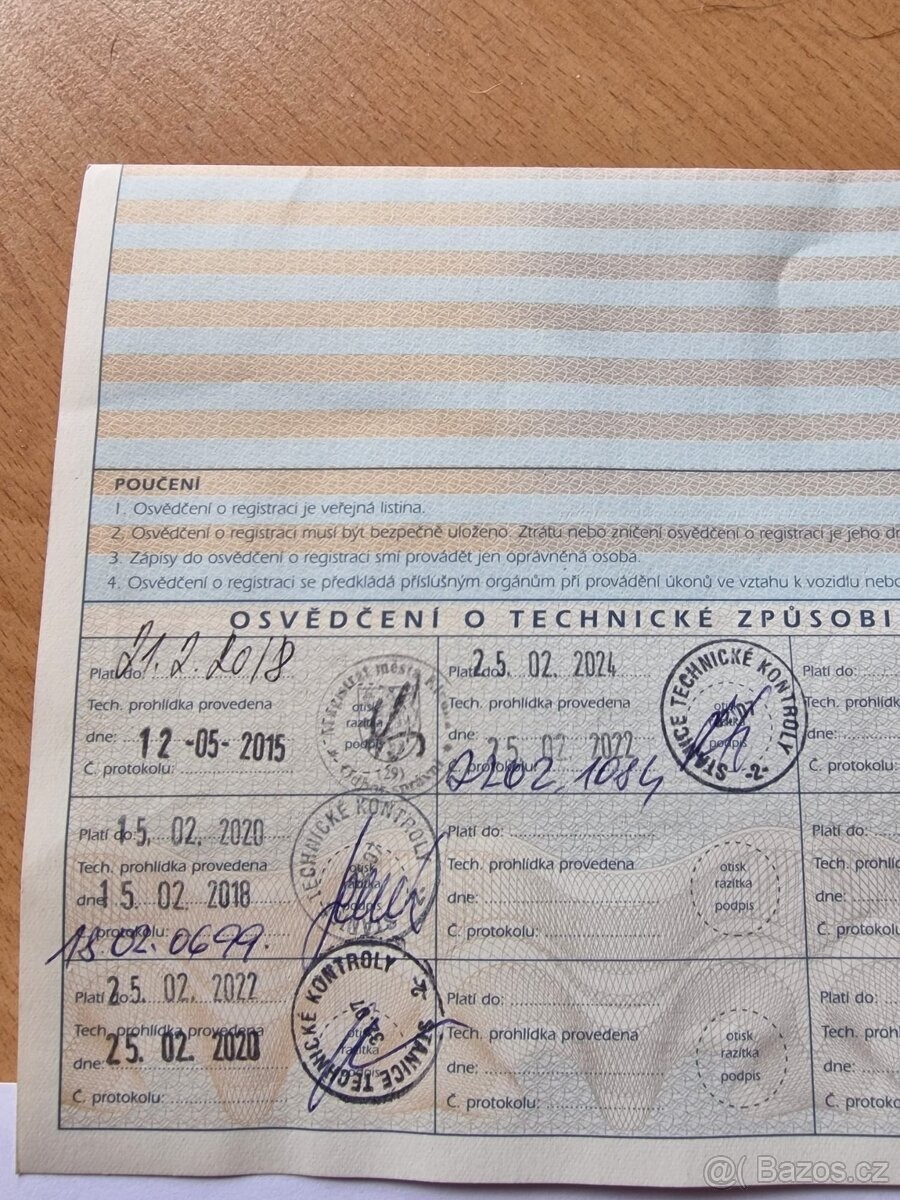 POUČENÍ
1. Osvědčení o registraci je veřejná listina.
2. Osvědčení o registraci musí být bezpečně uloženo. Ztrátu nebo zničení osvědčení o registraci je jeho
3. Zápisy do osvědčení o registraci smí provádět jen oprávněná osoba.
4. Osvědčení o registraci se předkládá příslušným orgánům při provádění úkonů ve vztahu k vozidlu nebo
OSVĚDČENÍ O TECHNICKÉ ZPŮSOBI
Platí do: 21.2.2018
Tech. prohlídka provedena
dne: 12 -05- 2015
Č. protokolu:
otisk
razítka
podpis
Platí do: 15. 02. 2020
Tech. prohlídka provedena
dne: 15. 02. 2018
Č. protokolu: 18.02.0699.
TECHNICKÉ KONTROLY
Platí do: 25. 02. 2022
Tech. prohlídka provedena
dne: 25. 02. 2020
Č. protokolu:
STANICE TECHNICKÉ KONTROLY -2-
Platí do: 25. 02. 2024
Tech. prohlídka provedena
dne: 25 02 2022
2202.1084
STANICE TECHNICKÉ KONTROLY -2-
Platí do:
Tech. prohlídka provedena
dne:
Č. protokolu:
otisk
razítka
podpis
Platí do:
Tech. prohlídka provedena
dne:
Č. protokolu:
otisk
razítka
podpis
Platí do:
Tech. prohlí
dne:
Č. protokolu
Platí do:
Tech. prohlí
dne:
Č. protokolu
Platí do:
Tech. proh
dne:
Č. protoko
@( Bazos.cz